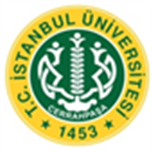 T.C. İSTANBUL ÜNİVERSİTESİ
CERRAHPAŞA
1453